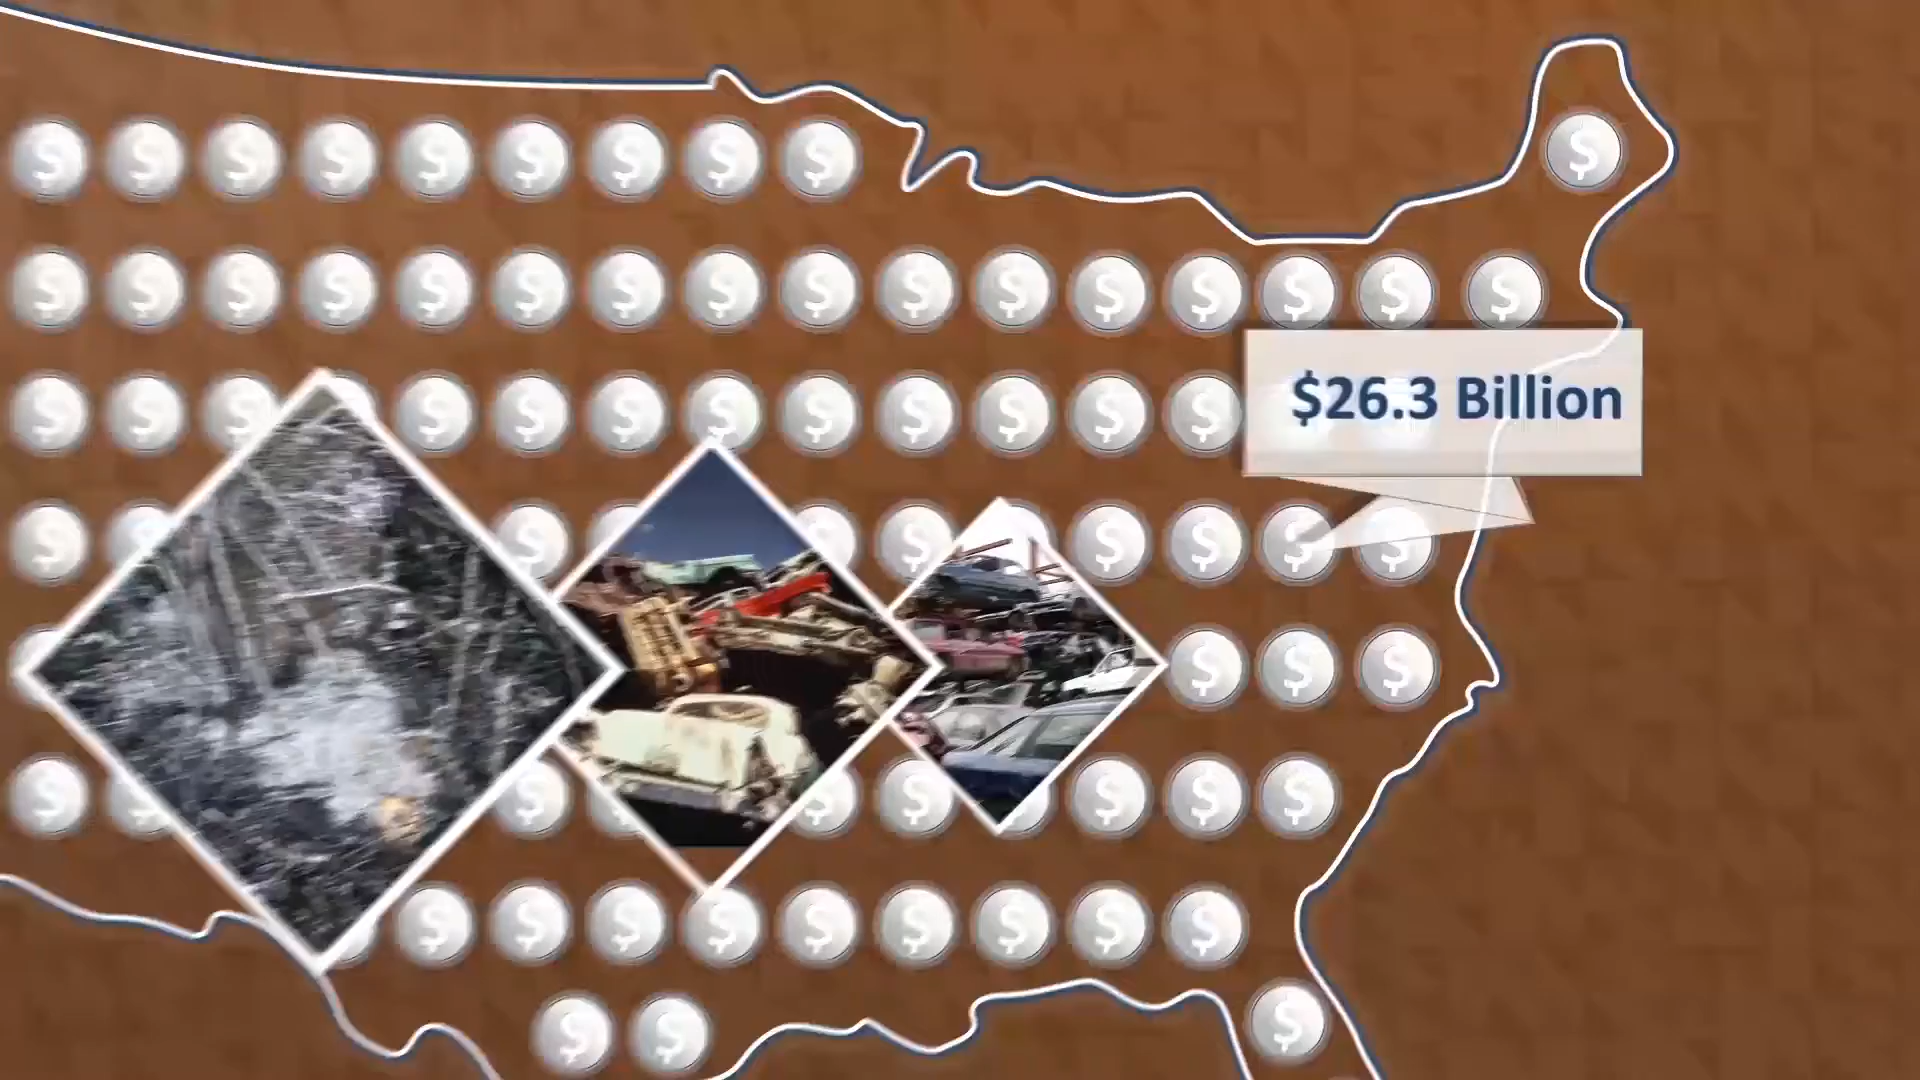 $ $ $ $ $ $ $ $ $ $
$ $ $ $ $ $ $ $ $ $ $ $ $ $ $ $
$ $ $ $ $ $ $ $ $ $ $ $ $
$26.3 Billion
$ $ $ $ $ $ $ $ $ $
$ $ $
$ $ $ $ $ $ $ $ $
$ $ $ $ $ $ $ $ $
$ $ $